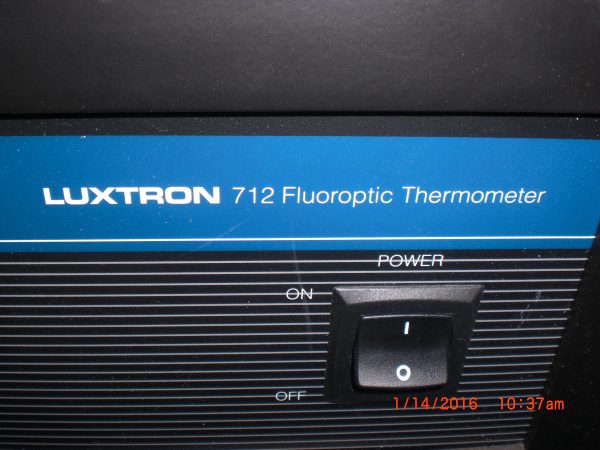 LUXTRON 712 Fluoroptic Thermometer
POWER
ON
I
O
OFF
1/14/2016 10:37am